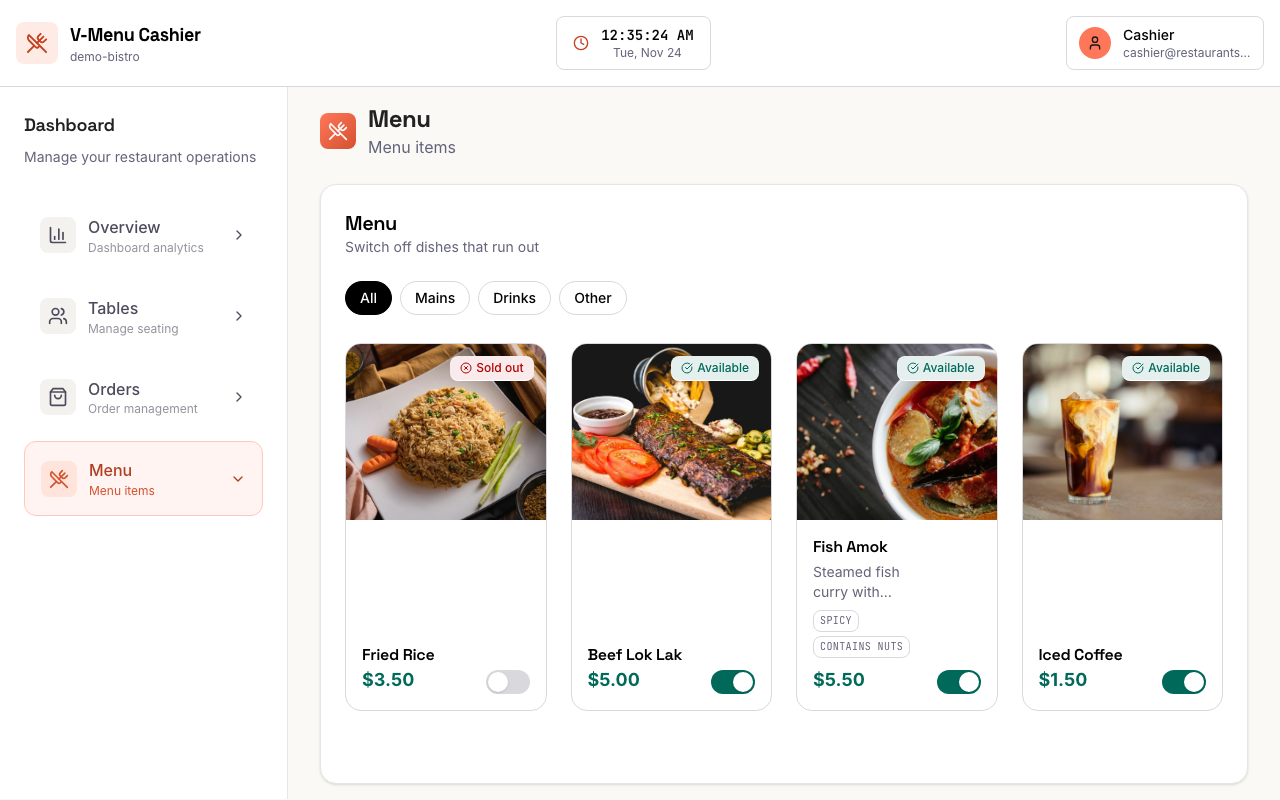 V-Menu Cashier
demo-bistro
12:35:24 AM
Tue, Nov 24
Cashier
cashier@restaurants...
Dashboard
Manage your restaurant operations
Overview
Dashboard analytics
Tables
Manage seating
Orders
Order management
Menu
Menu items
Menu
Menu items
Menu
Switch off dishes that run out
All
Mains
Drinks
Other
Sold out
Fried Rice
$3.50
Available
Beef Lok Lak
$5.00
Available
Fish Amok
Steamed fish
curry with...
SPICY
CONTAINS NUTS
$5.50
Available
Iced Coffee
$1.50